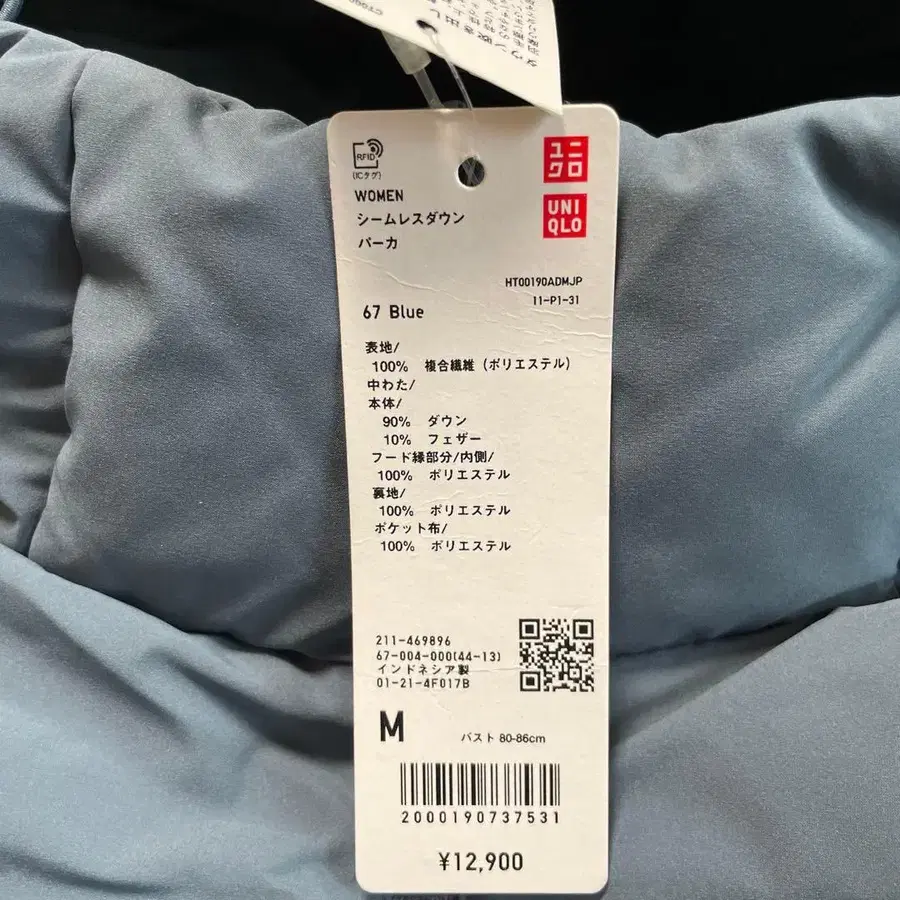 RFID
(ICタグ)
ユニ
クロ
UNI
QLO
WOMEN
シームレスダウン
パーカ
HT00190ADMJP
11-P1-31
67 Blue
表地/
100% 複合繊維 (ポリエステル)
中わた/
本体/
90% ダウン
10% フェザー
フード縁部分/内側/
100% ポリエステル
裏地/
100% ポリエステル
ポケット布/
100% ポリエステル
211-469896
67-004-000(44-13)
インドネシア製
01-21-4F017B
M バスト 80-86cm
2000190737531
¥12,900